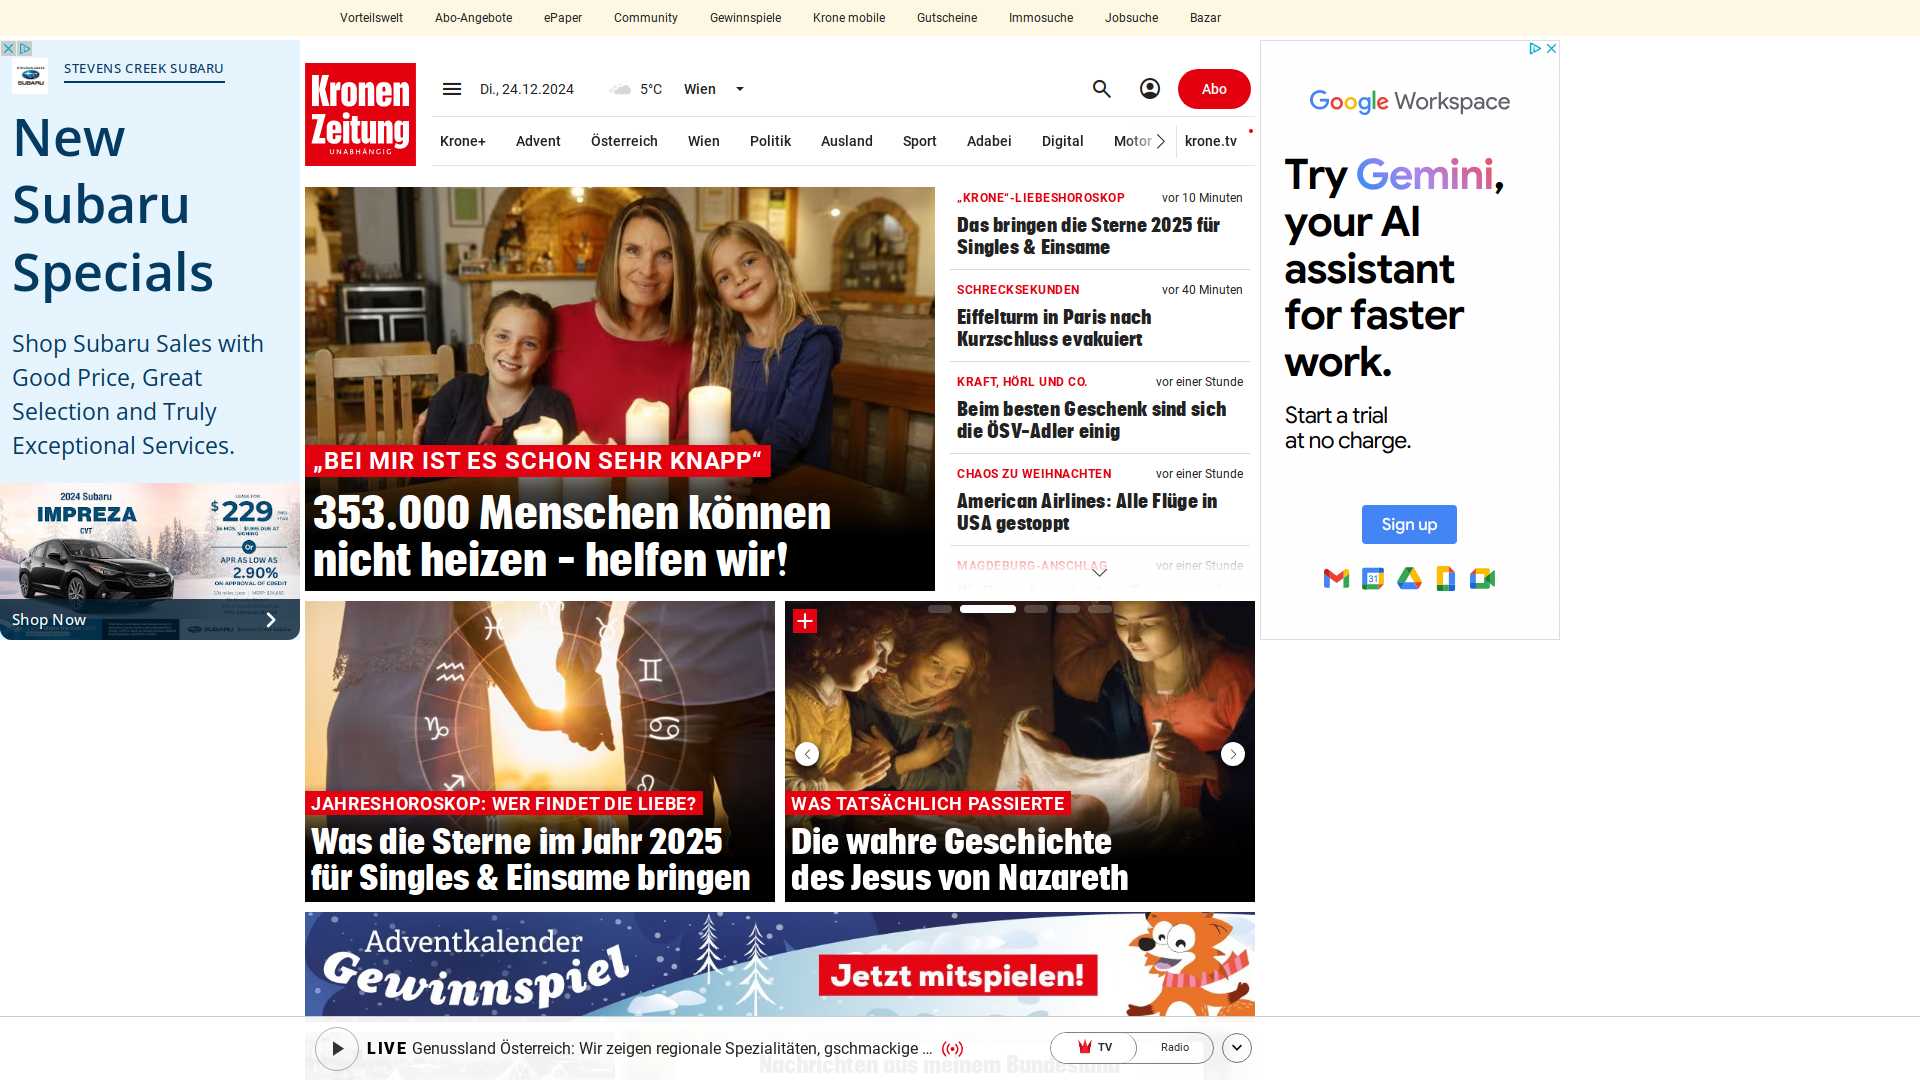 Vorteilswelt
Abo-Angebote
ePaper
Community
Gewinnspiele
Krone mobile
Gutscheine
Immosuche
Jobsuche
Bazar
STEVENS CREEK SUBARU
New
Subaru
Specials
Shop Subaru Sales with
Good Price, Great
Selection and Truly
Exceptional Services.
2024 Subaru
IMPREZA
CVT
$229
Or
APR AS LOW AS
2.90%
ON APPROVAL OF CREDIT
Shop Now
Kronen
Zeitung
UNABHÄNGIG
Di., 24.12.2024
5°C
Wien
Abo
Krone+
Advent
Österreich
Wien
Politik
Ausland
Sport
Adabei
Digital
Motor
krone.tv
„BEI MIR IST ES SCHON SEHR KNAPP“
353.000 Menschen können
nicht heizen – helfen wir!
„KRONE“-LIEBESHOROSKOP
vor 10 Minuten
Das bringen die Sterne 2025 für
Singles & Einsame
SCHRECKSEKUNDEN
vor 40 Minuten
Eiffelturm in Paris nach
Kurzschluss evakuiert
KRAFT, HÖRL UND CO.
vor einer Stunde
Beim besten Geschenk sind sich
die ÖSV-Adler einig
CHAOS ZU WEIHNACHTEN
vor einer Stunde
American Airlines: Alle Flüge in
USA gestoppt
MAGDEBURG-ANSCHLAG
vor einer Stunde
JAHRESHOROSKOP: WER FINDET DIE LIEBE?
Was die Sterne im Jahr 2025
für Singles & Einsame bringen
WAS TATSÄCHLICH PASSIERTE
Die wahre Geschichte
des Jesus von Nazareth
Adventkalender
Gewinnspiel
Jetzt mitspielen!
LIVE Genussland Österreich: Wir zeigen regionale Spezialitäten, gschmackige ...
TV
Radio
Nachrichten aus meinem Bundesland
Google Workspace
Try Gemini,
your AI
assistant
for faster
work.
Start a trial
at no charge.
Sign up
31